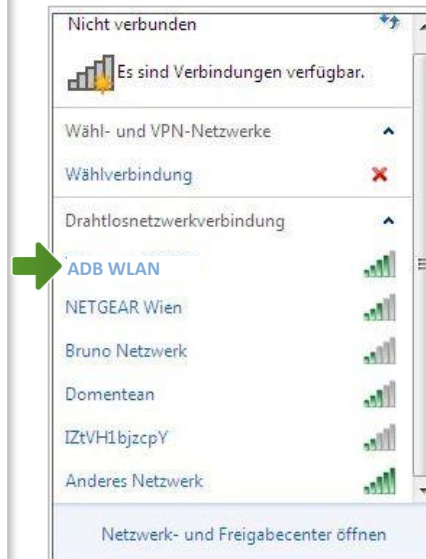 Nicht verbunden
Es sind Verbindungen verfügbar.
Wähl- und VPN-Netzwerke
Wählverbindung
Drahtlosnetzwerkverbindung
ADB WLAN
NETGEAR Wien
Bruno Netzwerk
Domentean
IZtVH1bjzcpY
Anderes Netzwerk
Netzwerk- und Freigabecenter öffnen